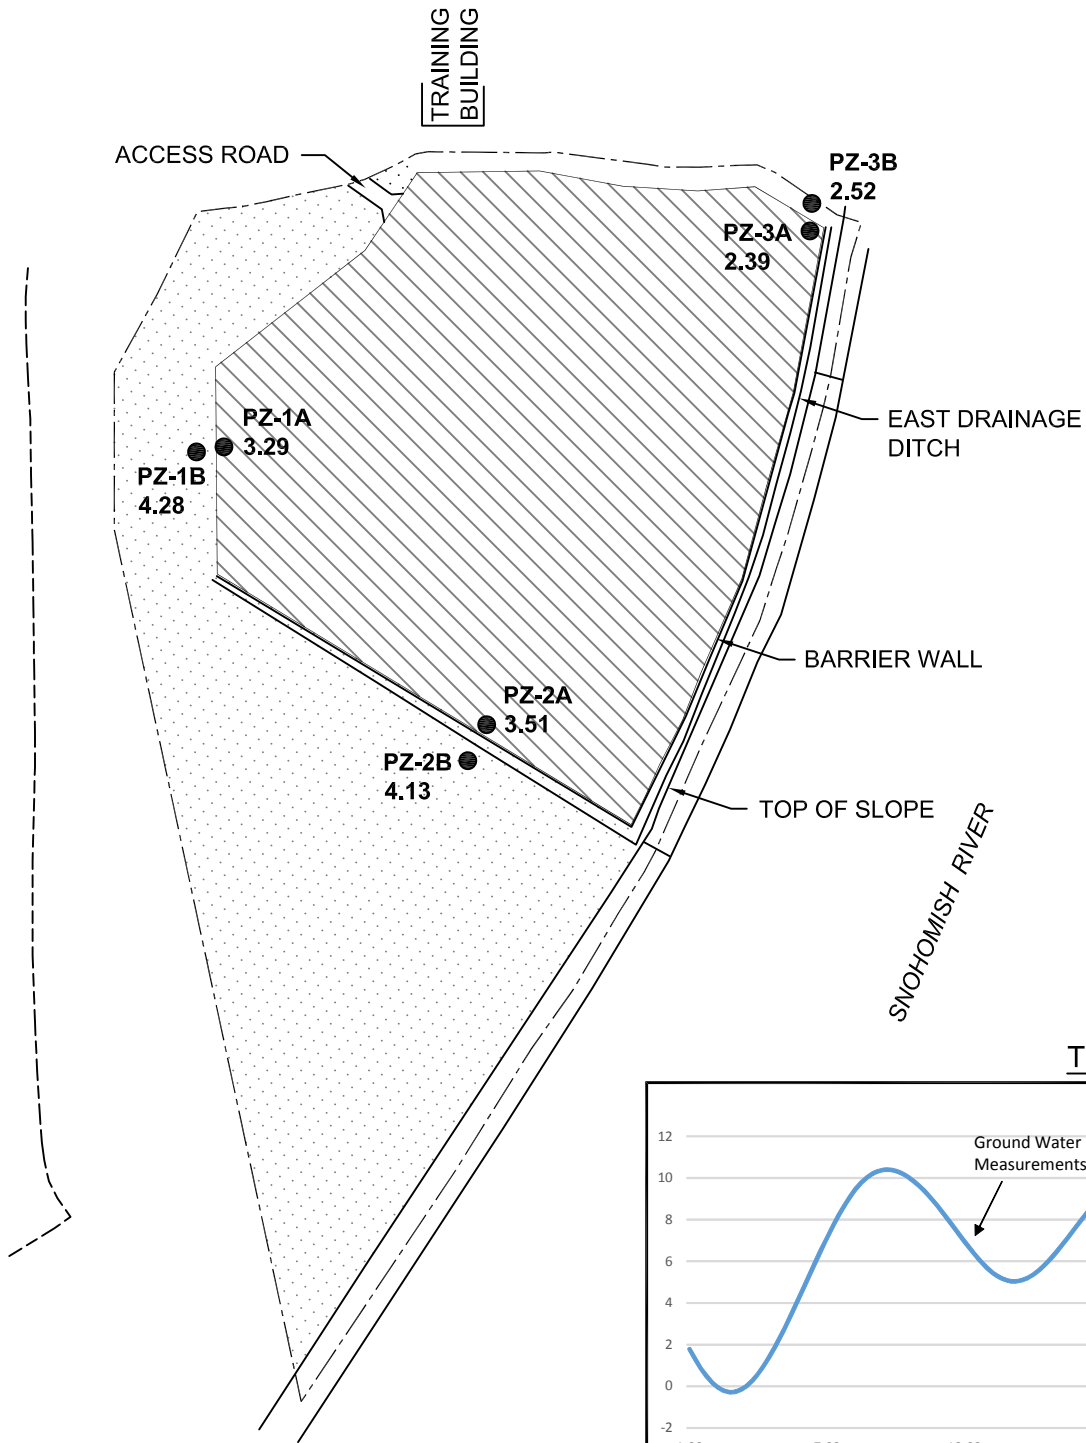 TRAINING
BUILDING
ACCESS ROAD
PZ-3B
2.52
PZ-3A
2.39
PZ-1A
3.29
PZ-1B
4.28
EAST DRAINAGE
DITCH
BARRIER WALL
PZ-2A
3.51
PZ-2B
4.13
TOP OF SLOPE
SNOHOMISH RIVER
T
Ground Water
Measurements
12
10
8
6
4
2
0
-2